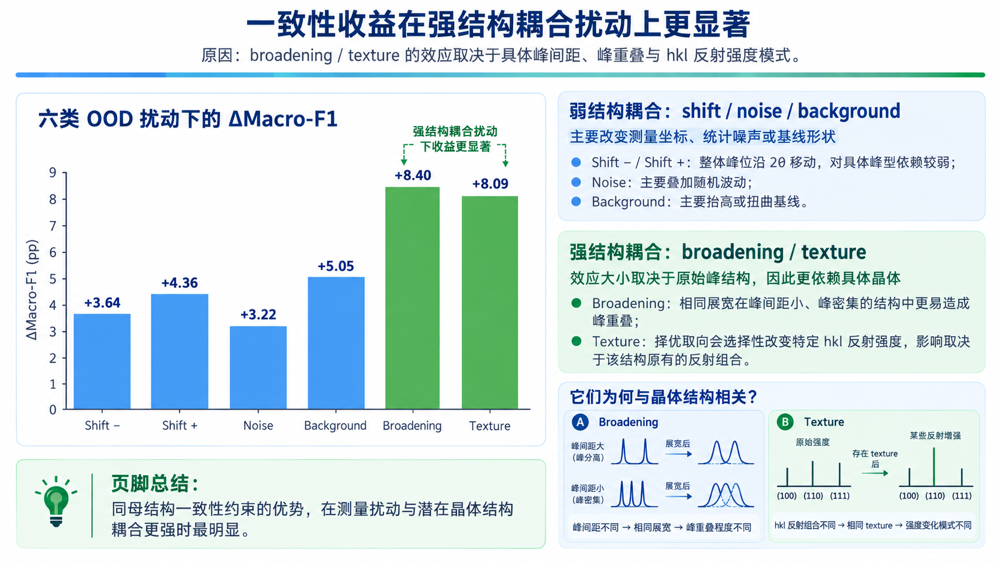 一致性收益在强结构耦合扰动上更显著
原因：broadening / texture 的效应取决于具体峰间距、峰重叠与 hkl 反射强度模式。
六类 OOD 扰动下的 ΔMacro-F1
强结构耦合扰动
下收益更显著
ΔMacro-F1 (pp)
9
8
7
6
5
4
3
2
1
0
+3.64
+4.36
+3.22
+5.05
+8.40
+8.09
Shift −
Shift +
Noise
Background
Broadening
Texture
页脚总结：
同母结构一致性约束的优势，在测量扰动与潜在晶体结构
耦合更强时最明显。
弱结构耦合：shift / noise / background
主要改变测量坐标、统计噪声或基线形状
Shift − / Shift +：整体峰位沿 2θ 移动，对具体峰型依赖较弱；
Noise：主要叠加随机波动；
Background：主要抬高或扭曲基线。
强结构耦合：broadening / texture
效应大小取决于原始峰结构，因此更依赖具体晶体
Broadening：相同展宽在峰间距小、峰密集的结构中更易造成
峰重叠；
Texture：择优取向会选择性改变特定 hkl 反射强度，影响取决
于该结构原有的反射组合。
它们为何与晶体结构相关？
A Broadening
峰间距大
（峰分高）
展宽后
峰间距小
（峰密集）
展宽后
峰间距不同 → 相同展宽 → 峰重叠程度不同
B Texture
原始强度
(100) (110) (111)
存在 texture
后
某些反射增强
(100) (110) (111)
hkl 反射组合不同 → 相同 texture → 强度变化模式不同